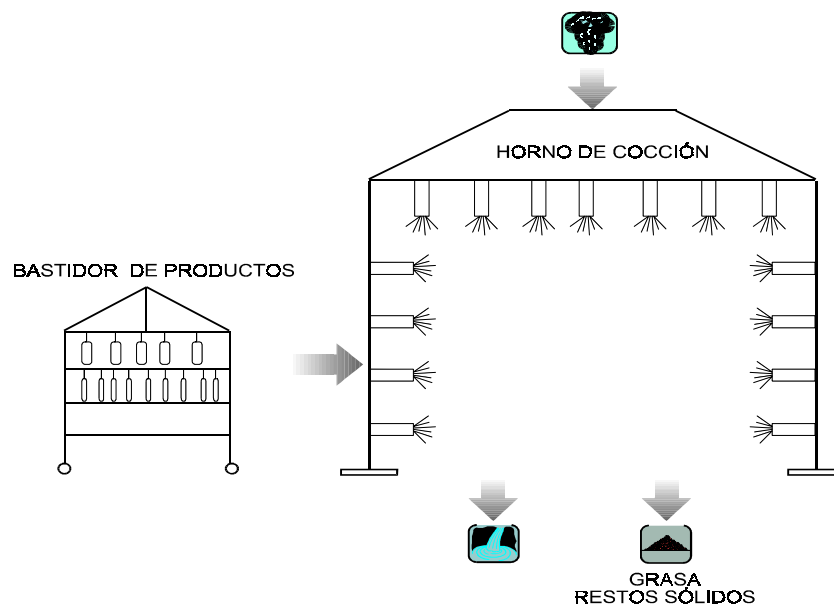 HORNO DE COCCIÓN
BASTIDOR DE PRODUCTOS
GRASA
RESTOS SÓLIDOS